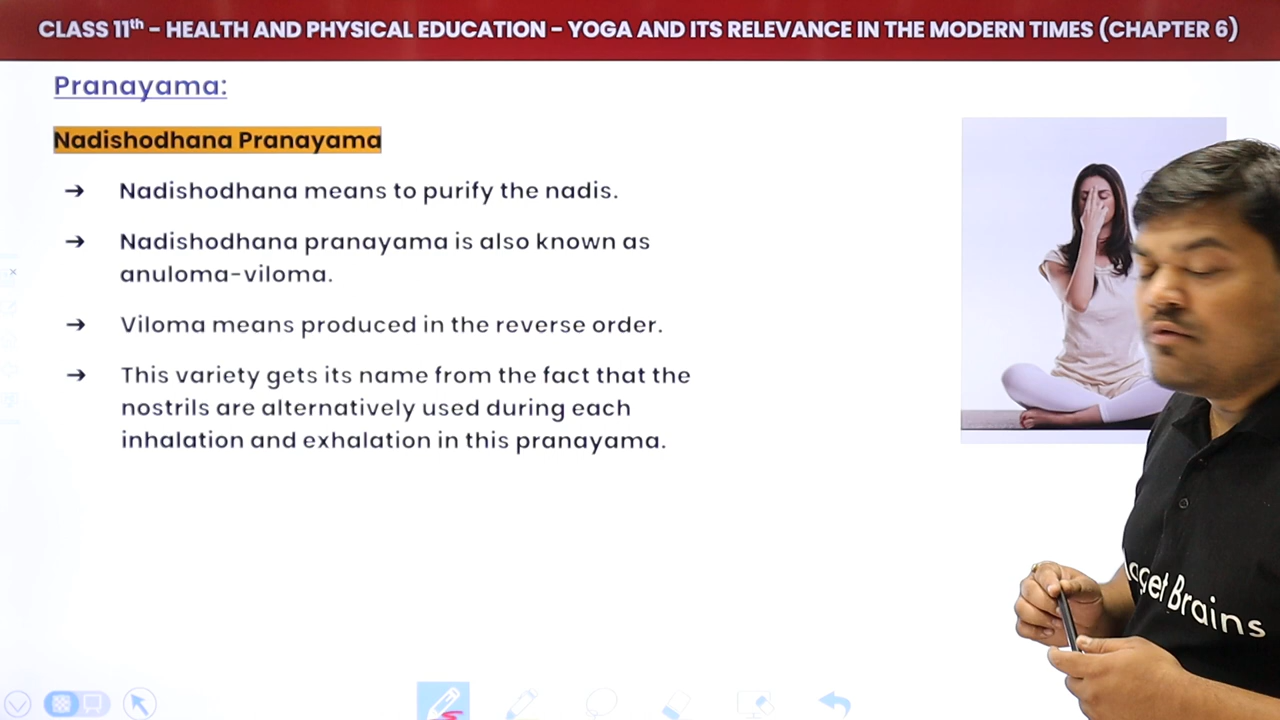 CLASS 11th - HEALTH AND PHYSICAL EDUCATION - YOGA AND ITS RELEVANCE IN THE MODERN TIMES (CHAPTER 6)
Pranayama:
Nadishodhana Pranayama
→ Nadishodhana means to purify the nadis.
→ Nadishodhana pranayama is also known as
anuloma-viloma.
→ Viloma means produced in the reverse order.
→ This variety gets its name from the fact that the
nostrils are alternatively used during each
inhalation and exhalation in this pranayama.
Brains